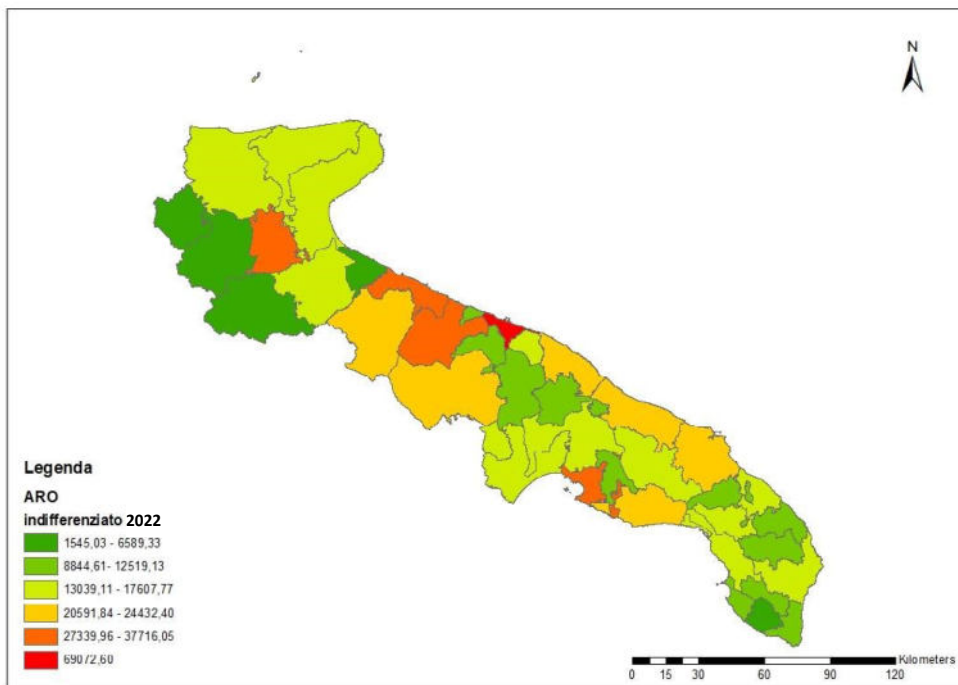 N
Legenda
ARO
indifferenziato 2022
1545,03 - 6589,33
8844,61- 12519,13
13039,11 - 17607,77
20591,84 - 24432,40
27339,96 - 37716,05
69072,60
Kilometers
0 15 30 60 90 120